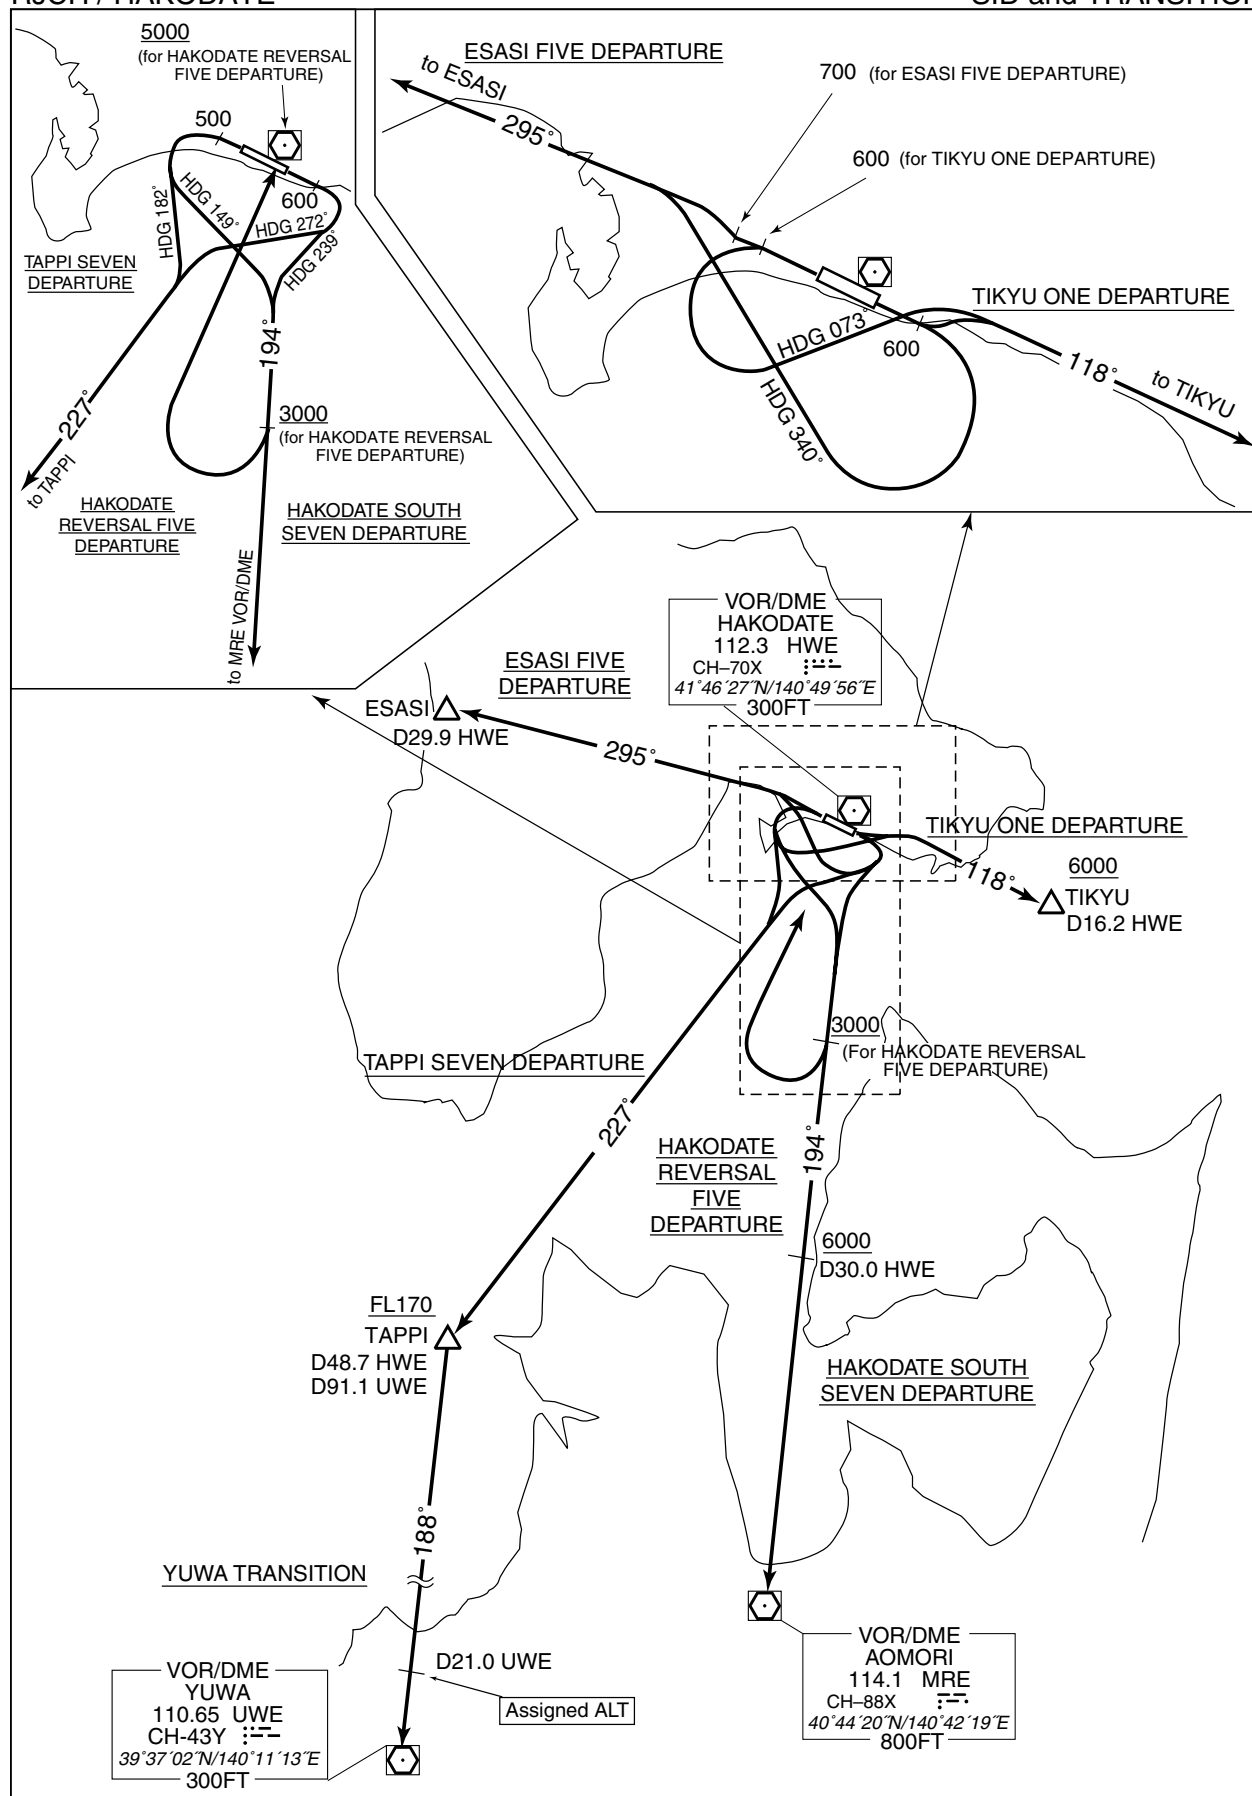 RJCH / HAKODATE
SID and TRANSITION
5000
(for HAKODATE REVERSAL
FIVE DEPARTURE)
500
600
HDG 182°
HDG 149°
HDG 272°
HDG 239°
TAPPI SEVEN
DEPARTURE
194°
227°
to TAPPI
3000
(for HAKODATE REVERSAL
FIVE DEPARTURE)
HAKODATE
REVERSAL FIVE
DEPARTURE
HAKODATE SOUTH
SEVEN DEPARTURE
to MRE VOR/DME
ESASI FIVE DEPARTURE
to ESASI
295°
700 (for ESASI FIVE DEPARTURE)
600 (for TIKYU ONE DEPARTURE)
TIKYU ONE DEPARTURE
HDG 073°
600
HDG 340°
118°
to TIKYU
VOR/DME
HAKODATE
112.3 HWE
CH–70X
41°46′27″N/140°49′56″E
300FT
ESASI FIVE
DEPARTURE
ESASI
D29.9 HWE
295°
TIKYU ONE DEPARTURE
118°
6000
TIKYU
D16.2 HWE
3000
(For HAKODATE REVERSAL
FIVE DEPARTURE)
TAPPI SEVEN DEPARTURE
227°
194°
HAKODATE
REVERSAL
FIVE
DEPARTURE
6000
D30.0 HWE
FL170
TAPPI
D48.7 HWE
D91.1 UWE
HAKODATE SOUTH
SEVEN DEPARTURE
188°
YUWA TRANSITION
D21.0 UWE
Assigned ALT
VOR/DME
YUWA
110.65 UWE
CH-43Y
39°37′02″N/140°11′13″E
300FT
VOR/DME
AOMORI
114.1 MRE
CH–88X
40°44′20″N/140°42′19″E
800FT